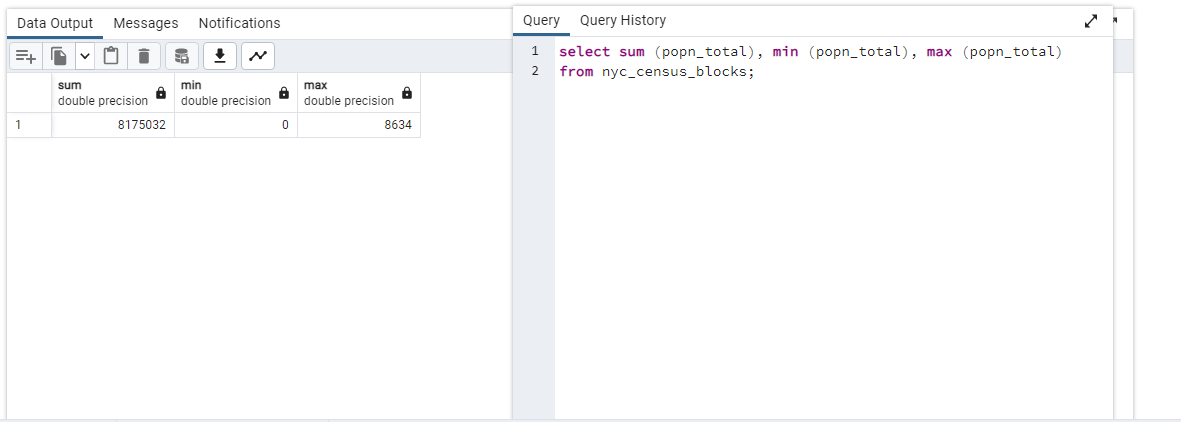 Data Output Messages Notifications
sum
double precision
min
double precision
max
double precision
1 8175032 0 8634
Query Query History
1 select sum (popn_total), min (popn_total), max (popn_total)
2 from nyc_census_blocks;